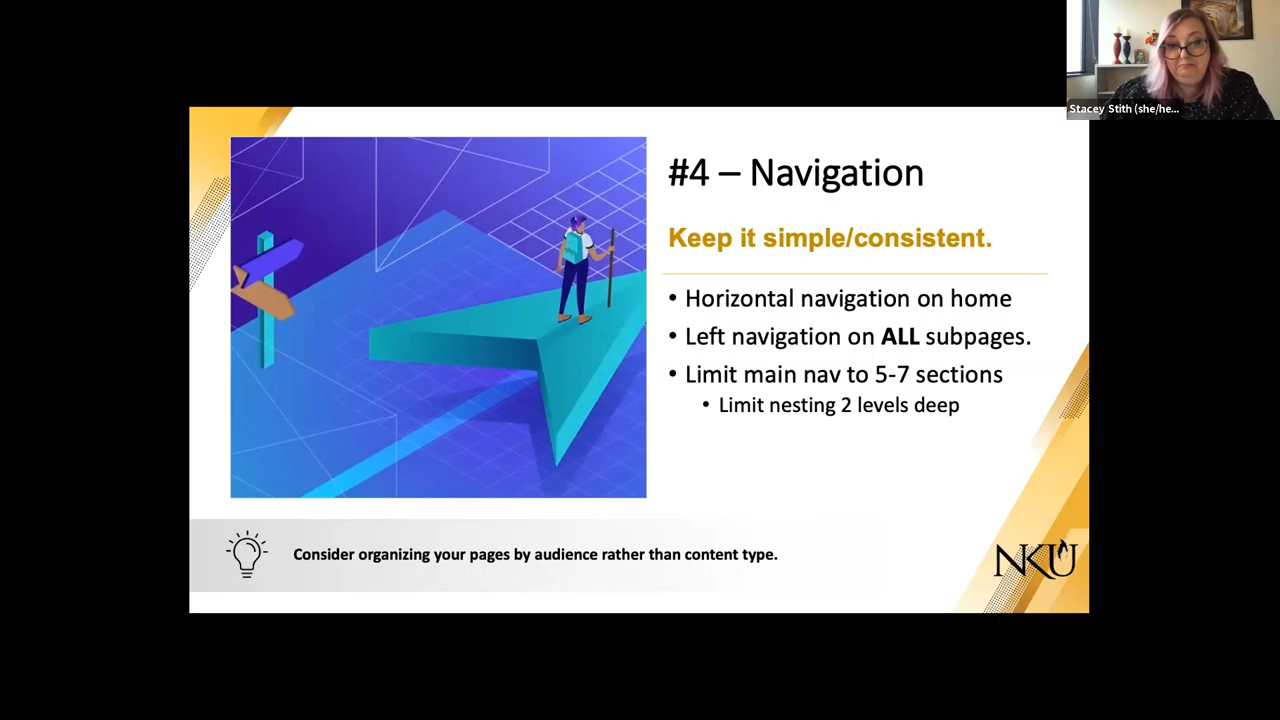 Stacey Stith (she/he...
#4 – Navigation
Keep it simple/consistent.
• Horizontal navigation on home
• Left navigation on ALL subpages.
• Limit main nav to 5-7 sections
• Limit nesting 2 levels deep
Consider organizing your pages by audience rather than content type.
NKU